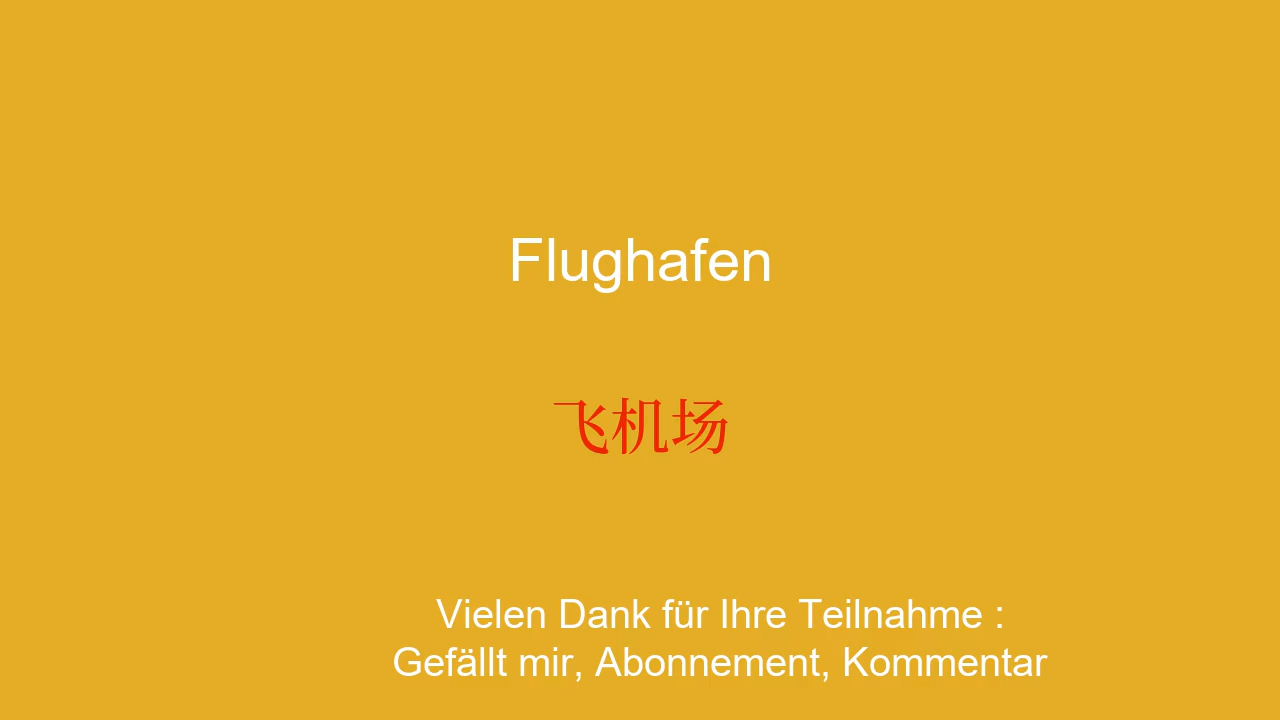 Flughafen
飞机场
Vielen Dank für Ihre Teilnahme :
Gefällt mir, Abonnement, Kommentar